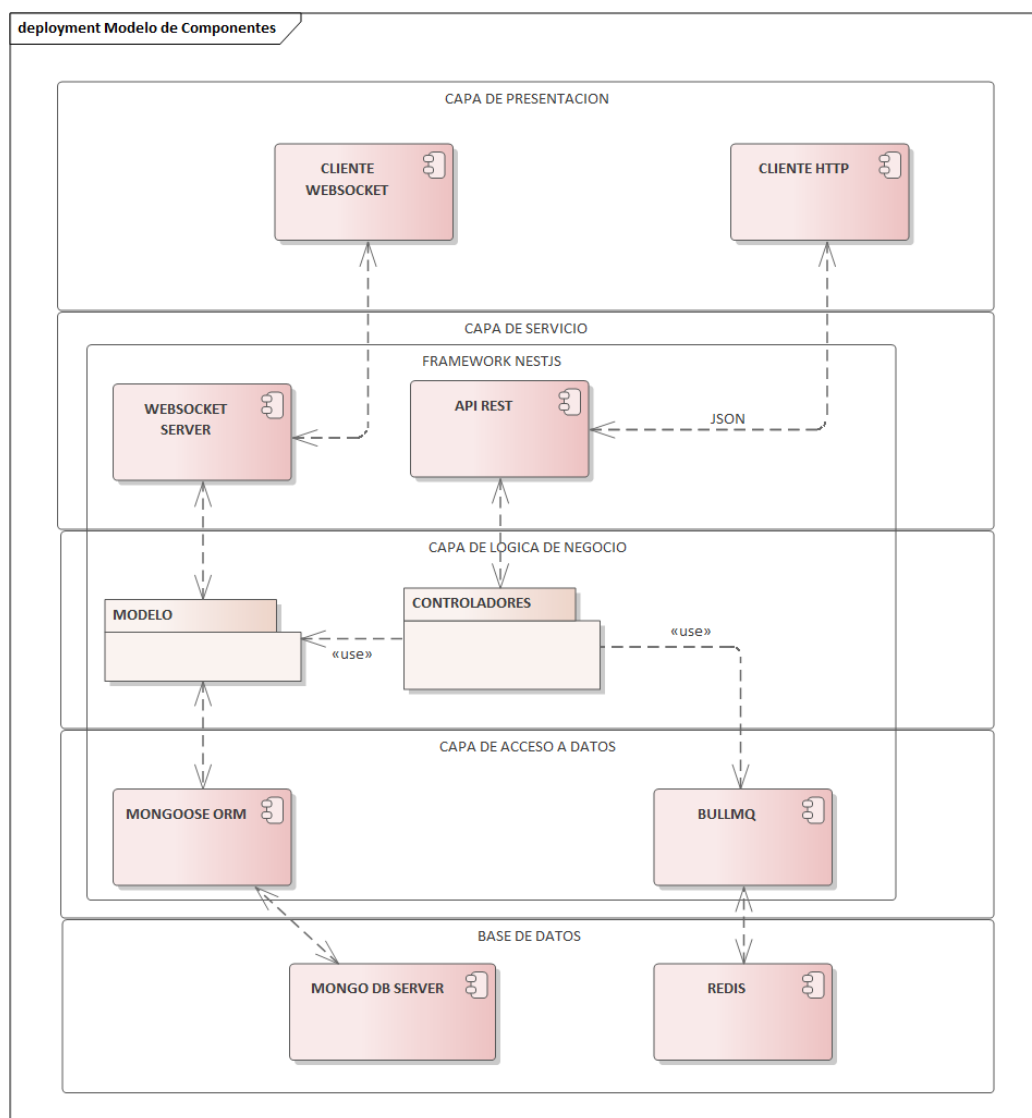 deployment Modelo de Componentes
CAPA DE PRESENTACION
CLIENTE
WEBSOCKET
CLIENTE HTTP
CAPA DE SERVICIO
FRAMEWORK NESTJS
WEBSOCKET
SERVER
API REST
JSON
CAPA DE LOGICA DE NEGOCIO
MODELO
CONTROLADORES
«use»
«use»
CAPA DE ACCESO A DATOS
MONGOOSE ORM
BULLMQ
BASE DE DATOS
MONGO DB SERVER
REDIS